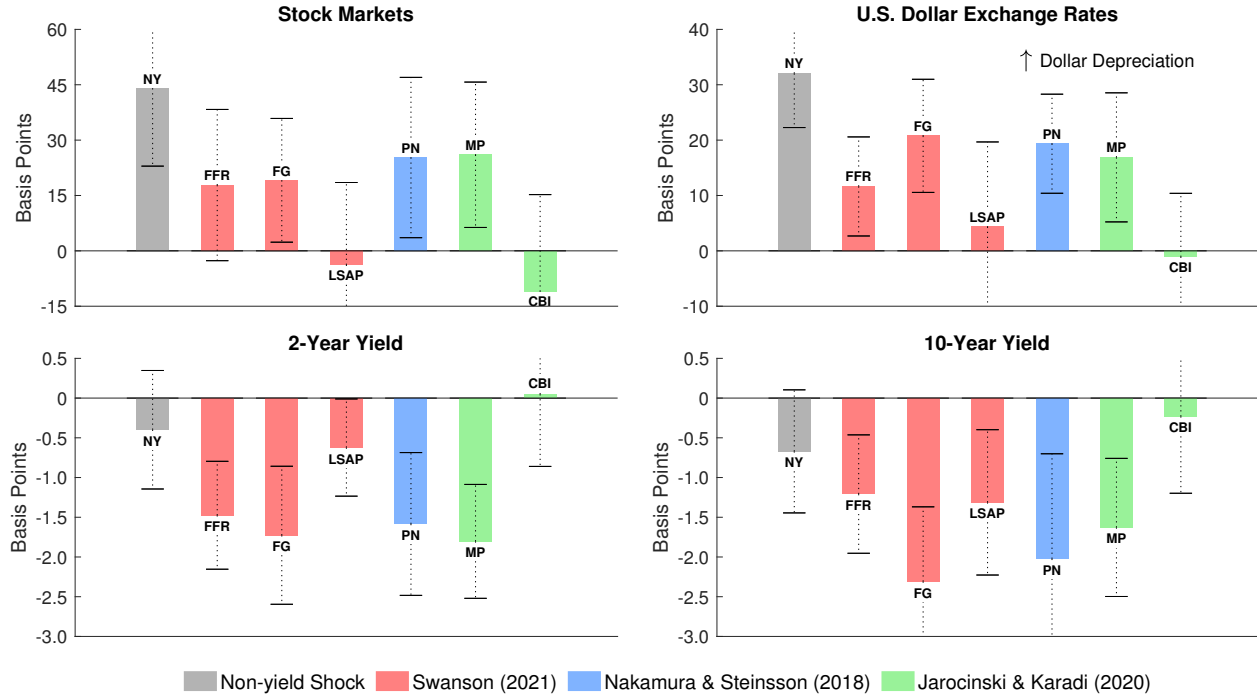 Stock Markets
60
45
30
15
0
-15
Basis Points
NY
FFR
FG
LSAP
PN
MP
CBI
U.S. Dollar Exchange Rates
40
30
20
10
0
-10
Basis Points
↑ Dollar Depreciation
NY
FFR
FG
LSAP
PN
MP
CBI
2-Year Yield
0.5
0
-0.5
-1.0
-1.5
-2.0
-2.5
-3.0
Basis Points
NY
FFR
FG
LSAP
PN
MP
CBI
10-Year Yield
0.5
0
-0.5
-1.0
-1.5
-2.0
-2.5
-3.0
Basis Points
NY
FFR
FG
LSAP
PN
MP
CBI
Non-yield Shock
Swanson (2021)
Nakamura & Steinsson (2018)
Jarocinski & Karadi (2020)